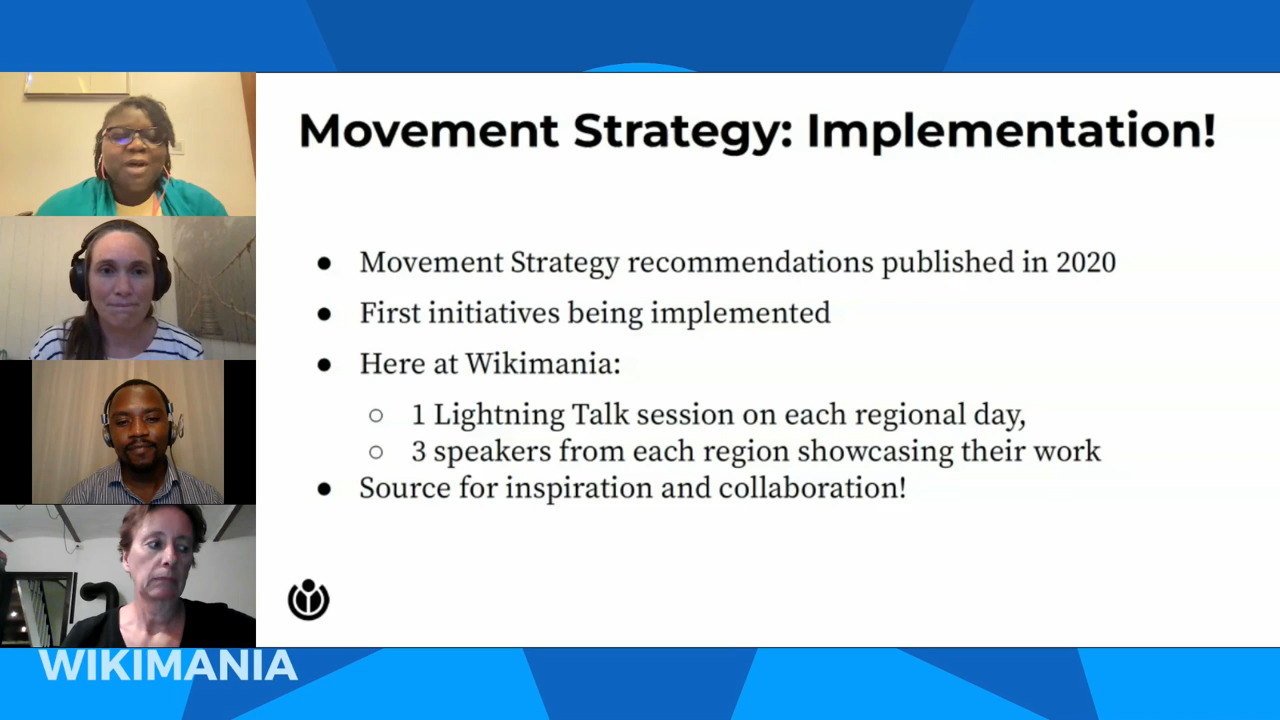 Movement Strategy: Implementation!
● Movement Strategy recommendations published in 2020
● First initiatives being implemented
● Here at Wikimania:
○ 1 Lightning Talk session on each regional day,
○ 3 speakers from each region showcasing their work
● Source for inspiration and collaboration!
WIKIMANIA